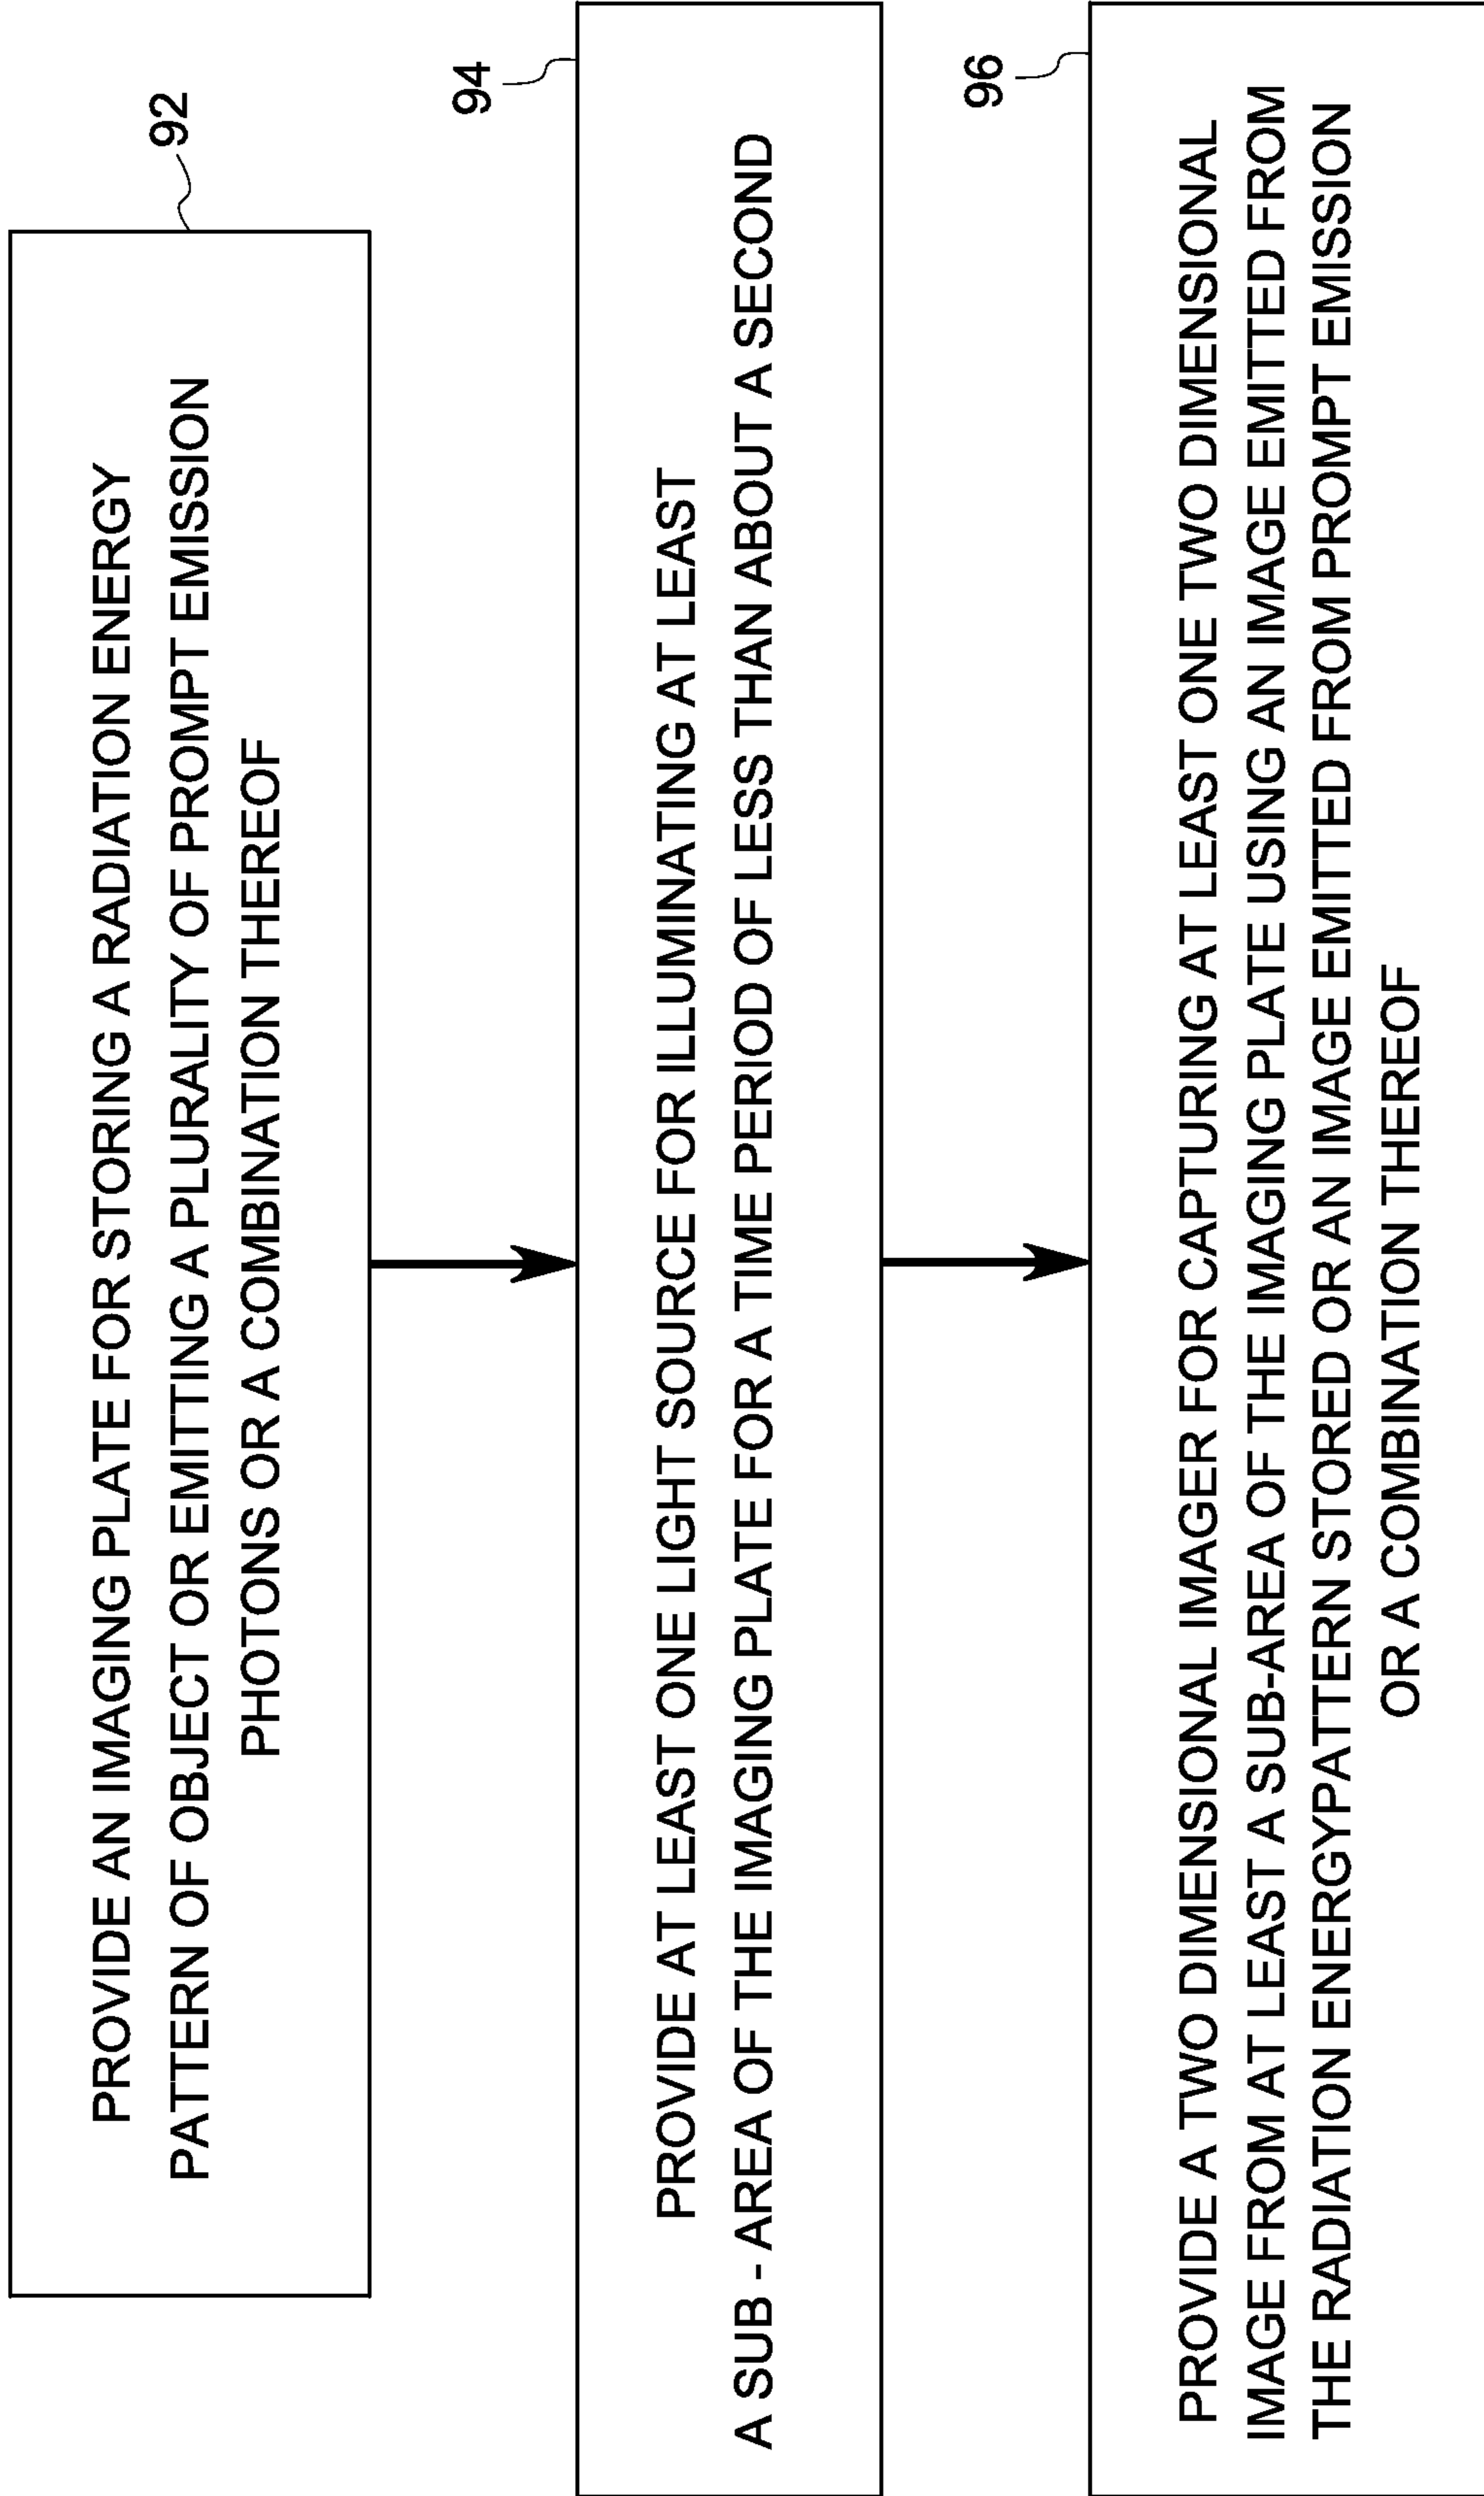 PROVIDE AN IMAGING PLATE FOR STORING A RADIATION ENERGY
PATTERN OF OBJECT OR EMITTING A PLURALITY OF PROMPT EMISSION
PHOTONS OR A COMBINATION THEREOF
92
PROVIDE AT LEAST ONE LIGHT SOURCE FOR ILLUMINATING AT LEAST
A SUB - AREA OF THE IMAGING PLATE FOR A TIME PERIOD OF LESS THAN ABOUT A SECOND
94
PROVIDE A TWO DIMENSIONAL IMAGER FOR CAPTURING AT LEAST ONE TWO DIMENSIONAL
IMAGE FROM AT LEAST A SUB-AREA OF THE IMAGING PLATE USING AN IMAGE EMITTED FROM
THE RADIATION ENERGYPATTERN STORED OR AN IMAGE EMITTED FROM PROMPT EMISSION
OR A COMBINATION THEREOF
96